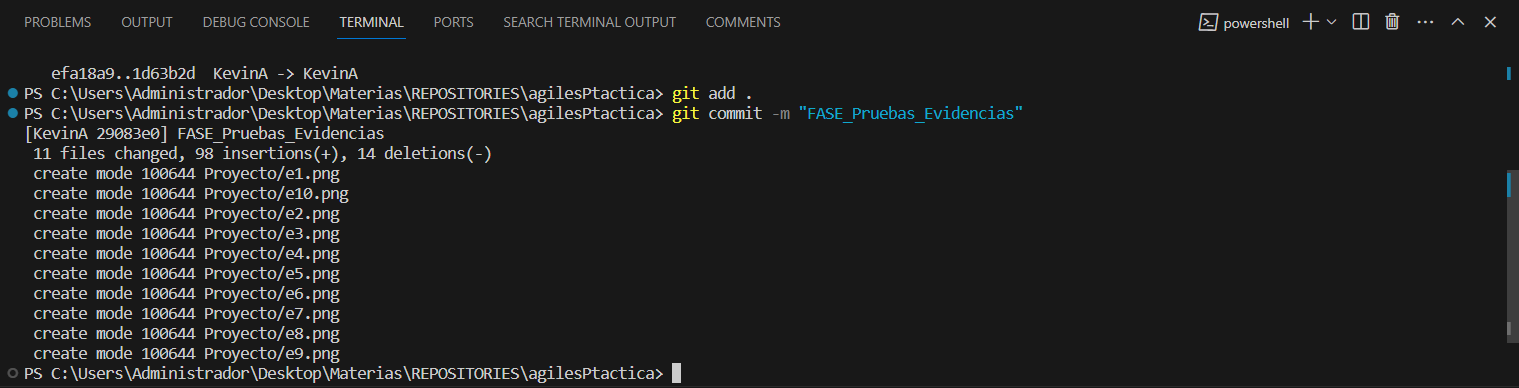 PROBLEMS OUTPUT DEBUG CONSOLE TERMINAL PORTS SEARCH TERMINAL OUTPUT COMMENTS powershell
efa18a9..1d63b2d  KevinA -> KevinA
PS C:\Users\Administrador\Desktop\Materias\REPOSITORIES\agilesPtactica> git add .
PS C:\Users\Administrador\Desktop\Materias\REPOSITORIES\agilesPtactica> git commit -m "FASE_Pruebas_Evidencias"
[KevinA 29083e0] FASE_Pruebas_Evidencias
11 files changed, 98 insertions(+), 14 deletions(-)
create mode 100644 Proyecto/e1.png
create mode 100644 Proyecto/e10.png
create mode 100644 Proyecto/e2.png
create mode 100644 Proyecto/e3.png
create mode 100644 Proyecto/e4.png
create mode 100644 Proyecto/e5.png
create mode 100644 Proyecto/e6.png
create mode 100644 Proyecto/e7.png
create mode 100644 Proyecto/e8.png
create mode 100644 Proyecto/e9.png
PS C:\Users\Administrador\Desktop\Materias\REPOSITORIES\agilesPtactica>